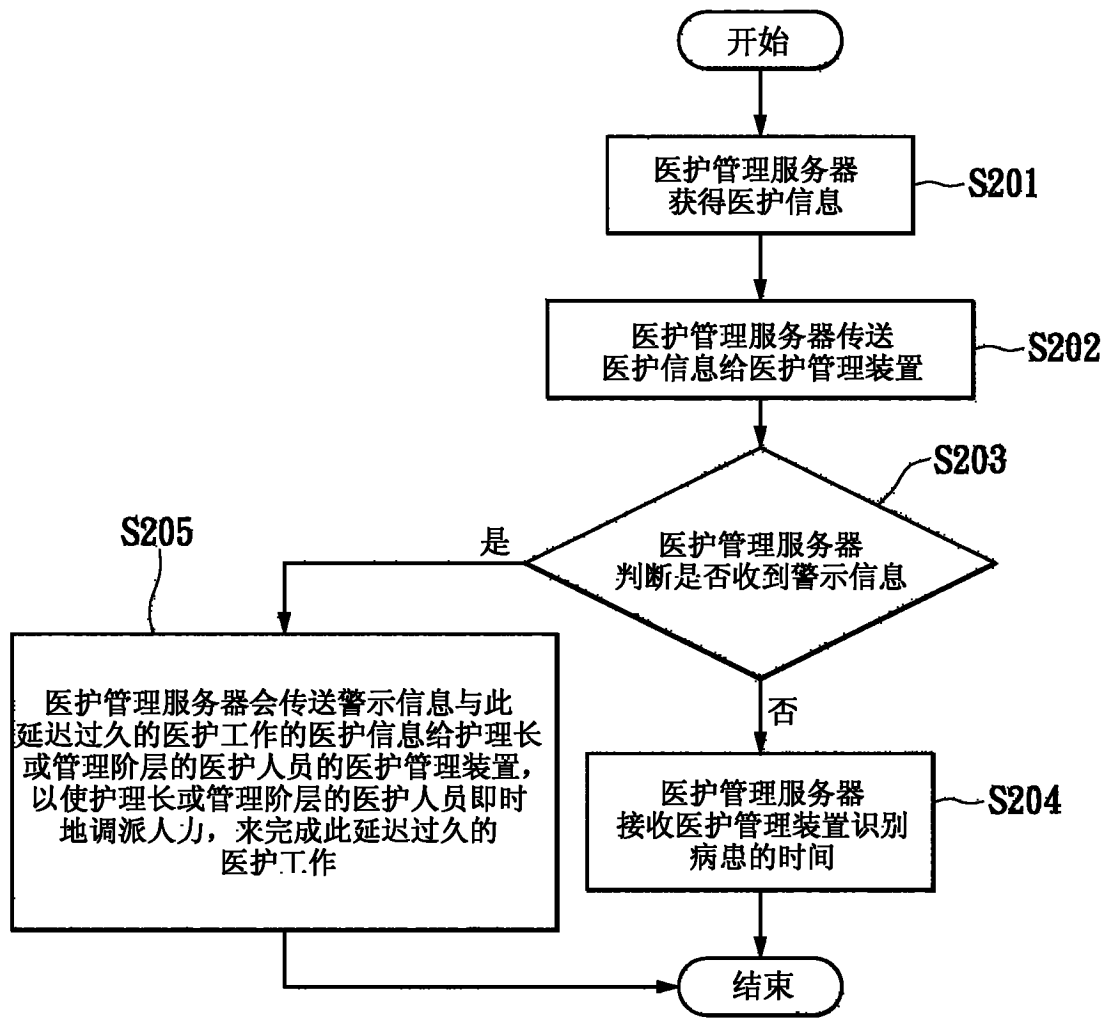 开始
医护管理服务器
获得医护信息
S201
医护管理服务器传送
医护信息给医护管理装置
S202
S203
医护管理服务器
判断是否收到警示信息
是
否
S205
医护管理服务器会传送警示信息与此
延迟过久的医护工作的医护信息给护理长
或管理阶层的医护人员的医护管理装置，
以使护理长或管理阶层的医护人员即时
地调派人力，来完成此延迟过久的
医护工作
医护管理服务器
接收医护管理装置识别
病患的时间
S204
结束